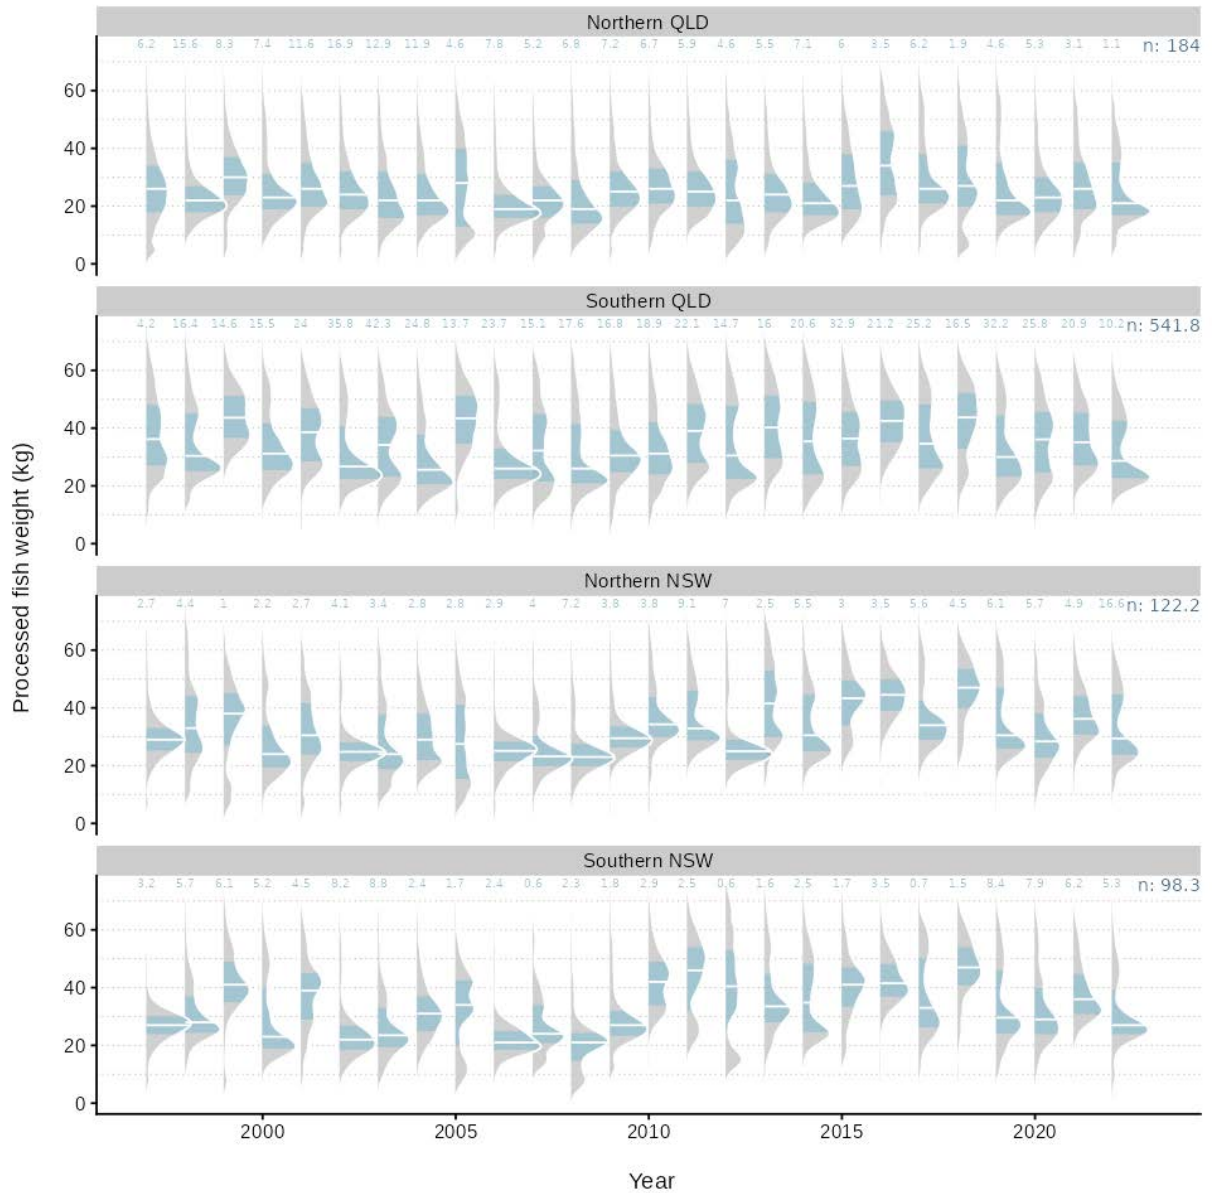 Northern QLD
6.2 15.6 8.3 7.4 11.6 16.9 12.9 11.9 4.6 7.8 5.2 6.8 7.2 6.7 5.9 4.6 5.5 7.1 6 3.5 6.2 1.9 4.6 5.3 3.1 1.1 n: 184
60
40
20
0
Southern QLD
4.2 16.4 14.6 15.5 24 35.8 42.3 24.8 13.7 23.7 15.1 17.6 16.8 18.9 22.1 14.7 16 20.6 32.9 21.2 25.2 16.5 32.2 25.8 20.9 10.2 n: 541.8
60
40
20
0
Processed fish weight (kg)
Northern NSW
2.7 4.4 1 2.2 2.7 4.1 3.4 2.8 2.8 2.9 4 7.2 3.8 3.8 9.1 7 2.5 5.5 3 3.5 5.6 4.5 6.1 5.7 4.9 16.6 n: 122.2
60
40
20
0
Southern NSW
3.2 5.7 6.1 5.2 4.5 8.2 8.8 2.4 1.7 2.4 0.6 2.3 1.8 2.9 2.5 0.6 1.6 2.5 1.7 3.5 0.7 1.5 8.4 7.9 6.2 5.3 n: 98.3
60
40
20
0
2000 2005 2010 2015 2020
Year